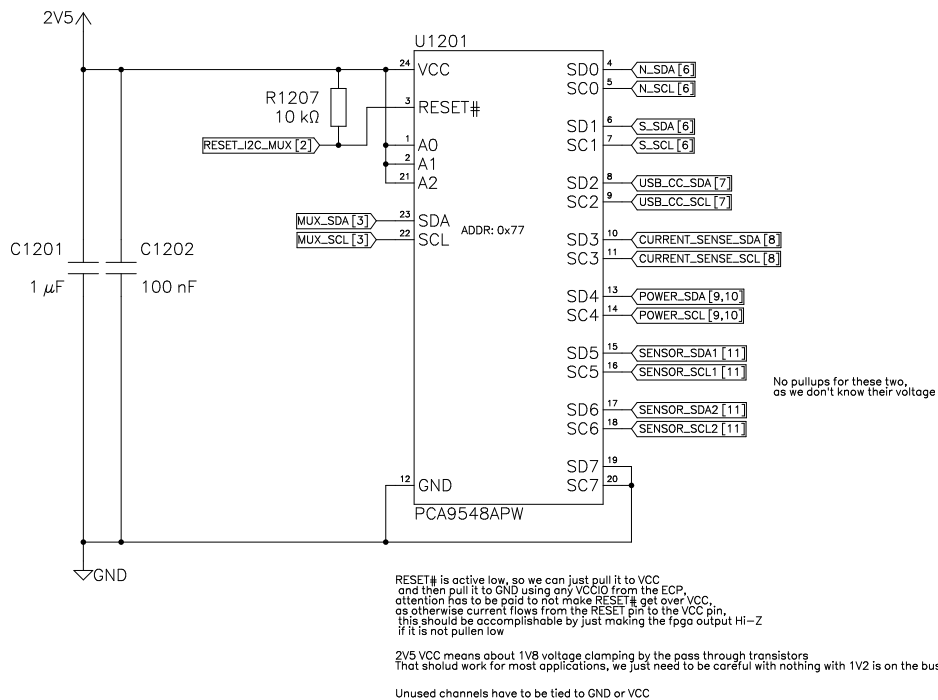 2V5
U1201
24 VCC
SD0 4 N_SDA [6]
SC0 5 N_SCL [6]
R1207
10 kΩ
3 RESET#
RESET_I2C_MUX [2]
SD1 6 S_SDA [6]
1 A0
SC1 7 S_SCL [6]
2 A1
21 A2
SD2 8 USB_CC_SDA [7]
SC2 9 USB_CC_SCL [7]
MUX_SDA [3] 23 SDA
MUX_SCL [3] 22 SCL
ADDR: 0x77
SD3 10 CURRENT_SENSE_SDA [8]
SC3 11 CURRENT_SENSE_SCL [8]
C1201
1 µF
C1202
100 nF
SD4 13 POWER_SDA [9,10]
SC4 14 POWER_SCL [9,10]
SD5 15 SENSOR_SDA1 [11]
SC5 16 SENSOR_SCL1 [11]
No pullups for these two,
as we don't know their voltage
SD6 17 SENSOR_SDA2 [11]
SC6 18 SENSOR_SCL2 [11]
SD7 19
SC7 20
12 GND
PCA9548APW
GND
RESET# is active low, so we can just pull it to VCC
and then pull it to GND using any VCCIO from the ECP,
attention has to be paid to not make RESET# get over VCC,
as otherwise current flows from the RESET pin to the VCC pin,
this should be accomplishable by just making the fpga output Hi-Z
if it is not pullen low
2V5 VCC means about 1V8 voltage clamping by the pass through transistors
That sholud work for most applications, we just need to be careful with nothing with 1V2 is on the bus
Unused channels have to be tied to GND or VCC